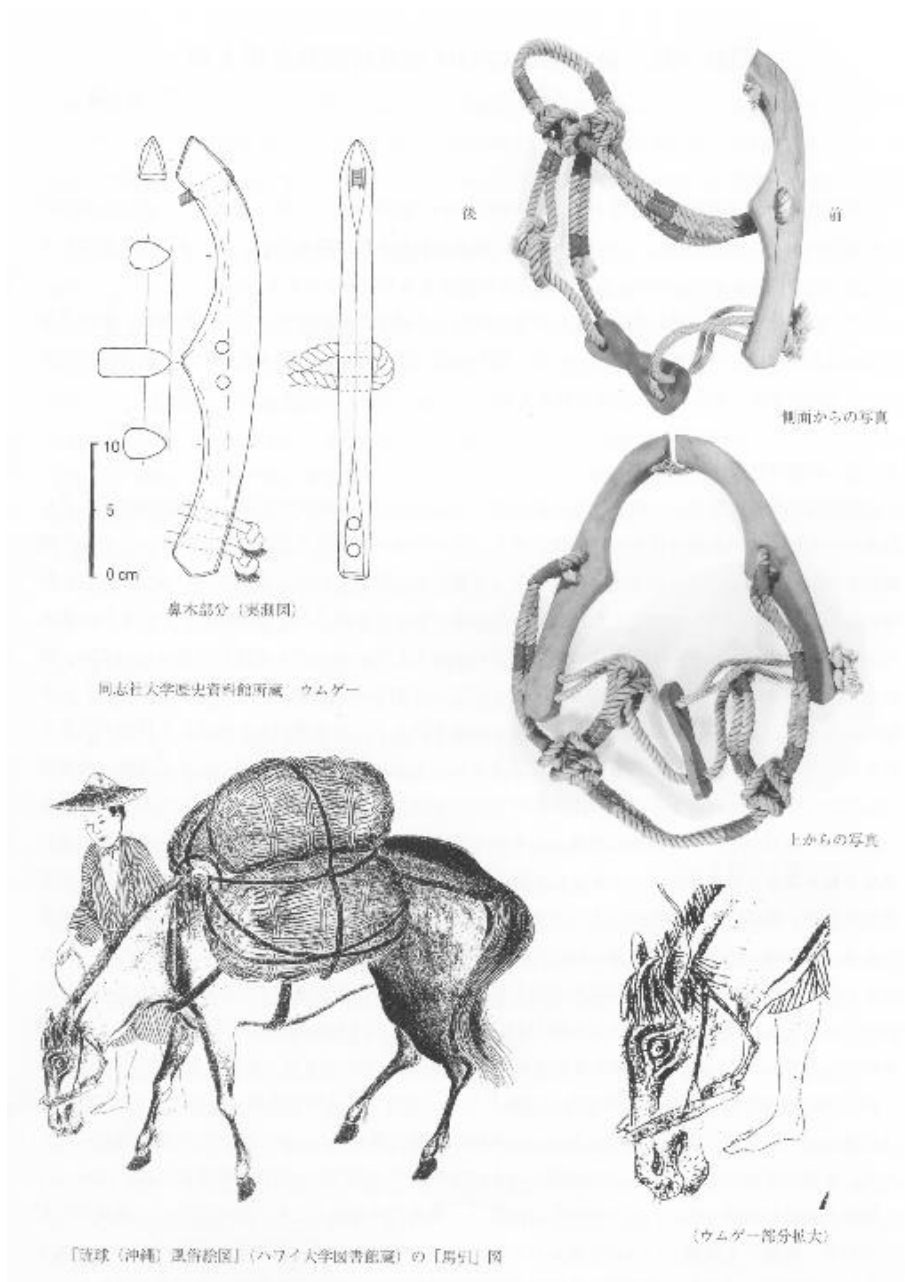 後
前
側面からの写真
10
5
0 cm
鼻木部分（実測図）
同志社大学歴史資料館所蔵　ウムゲー
上からの写真
（ウムゲー部分拡大）
『琉球（沖縄）風俗絵図』（ハワイ大学図書館蔵）の『馬引』図